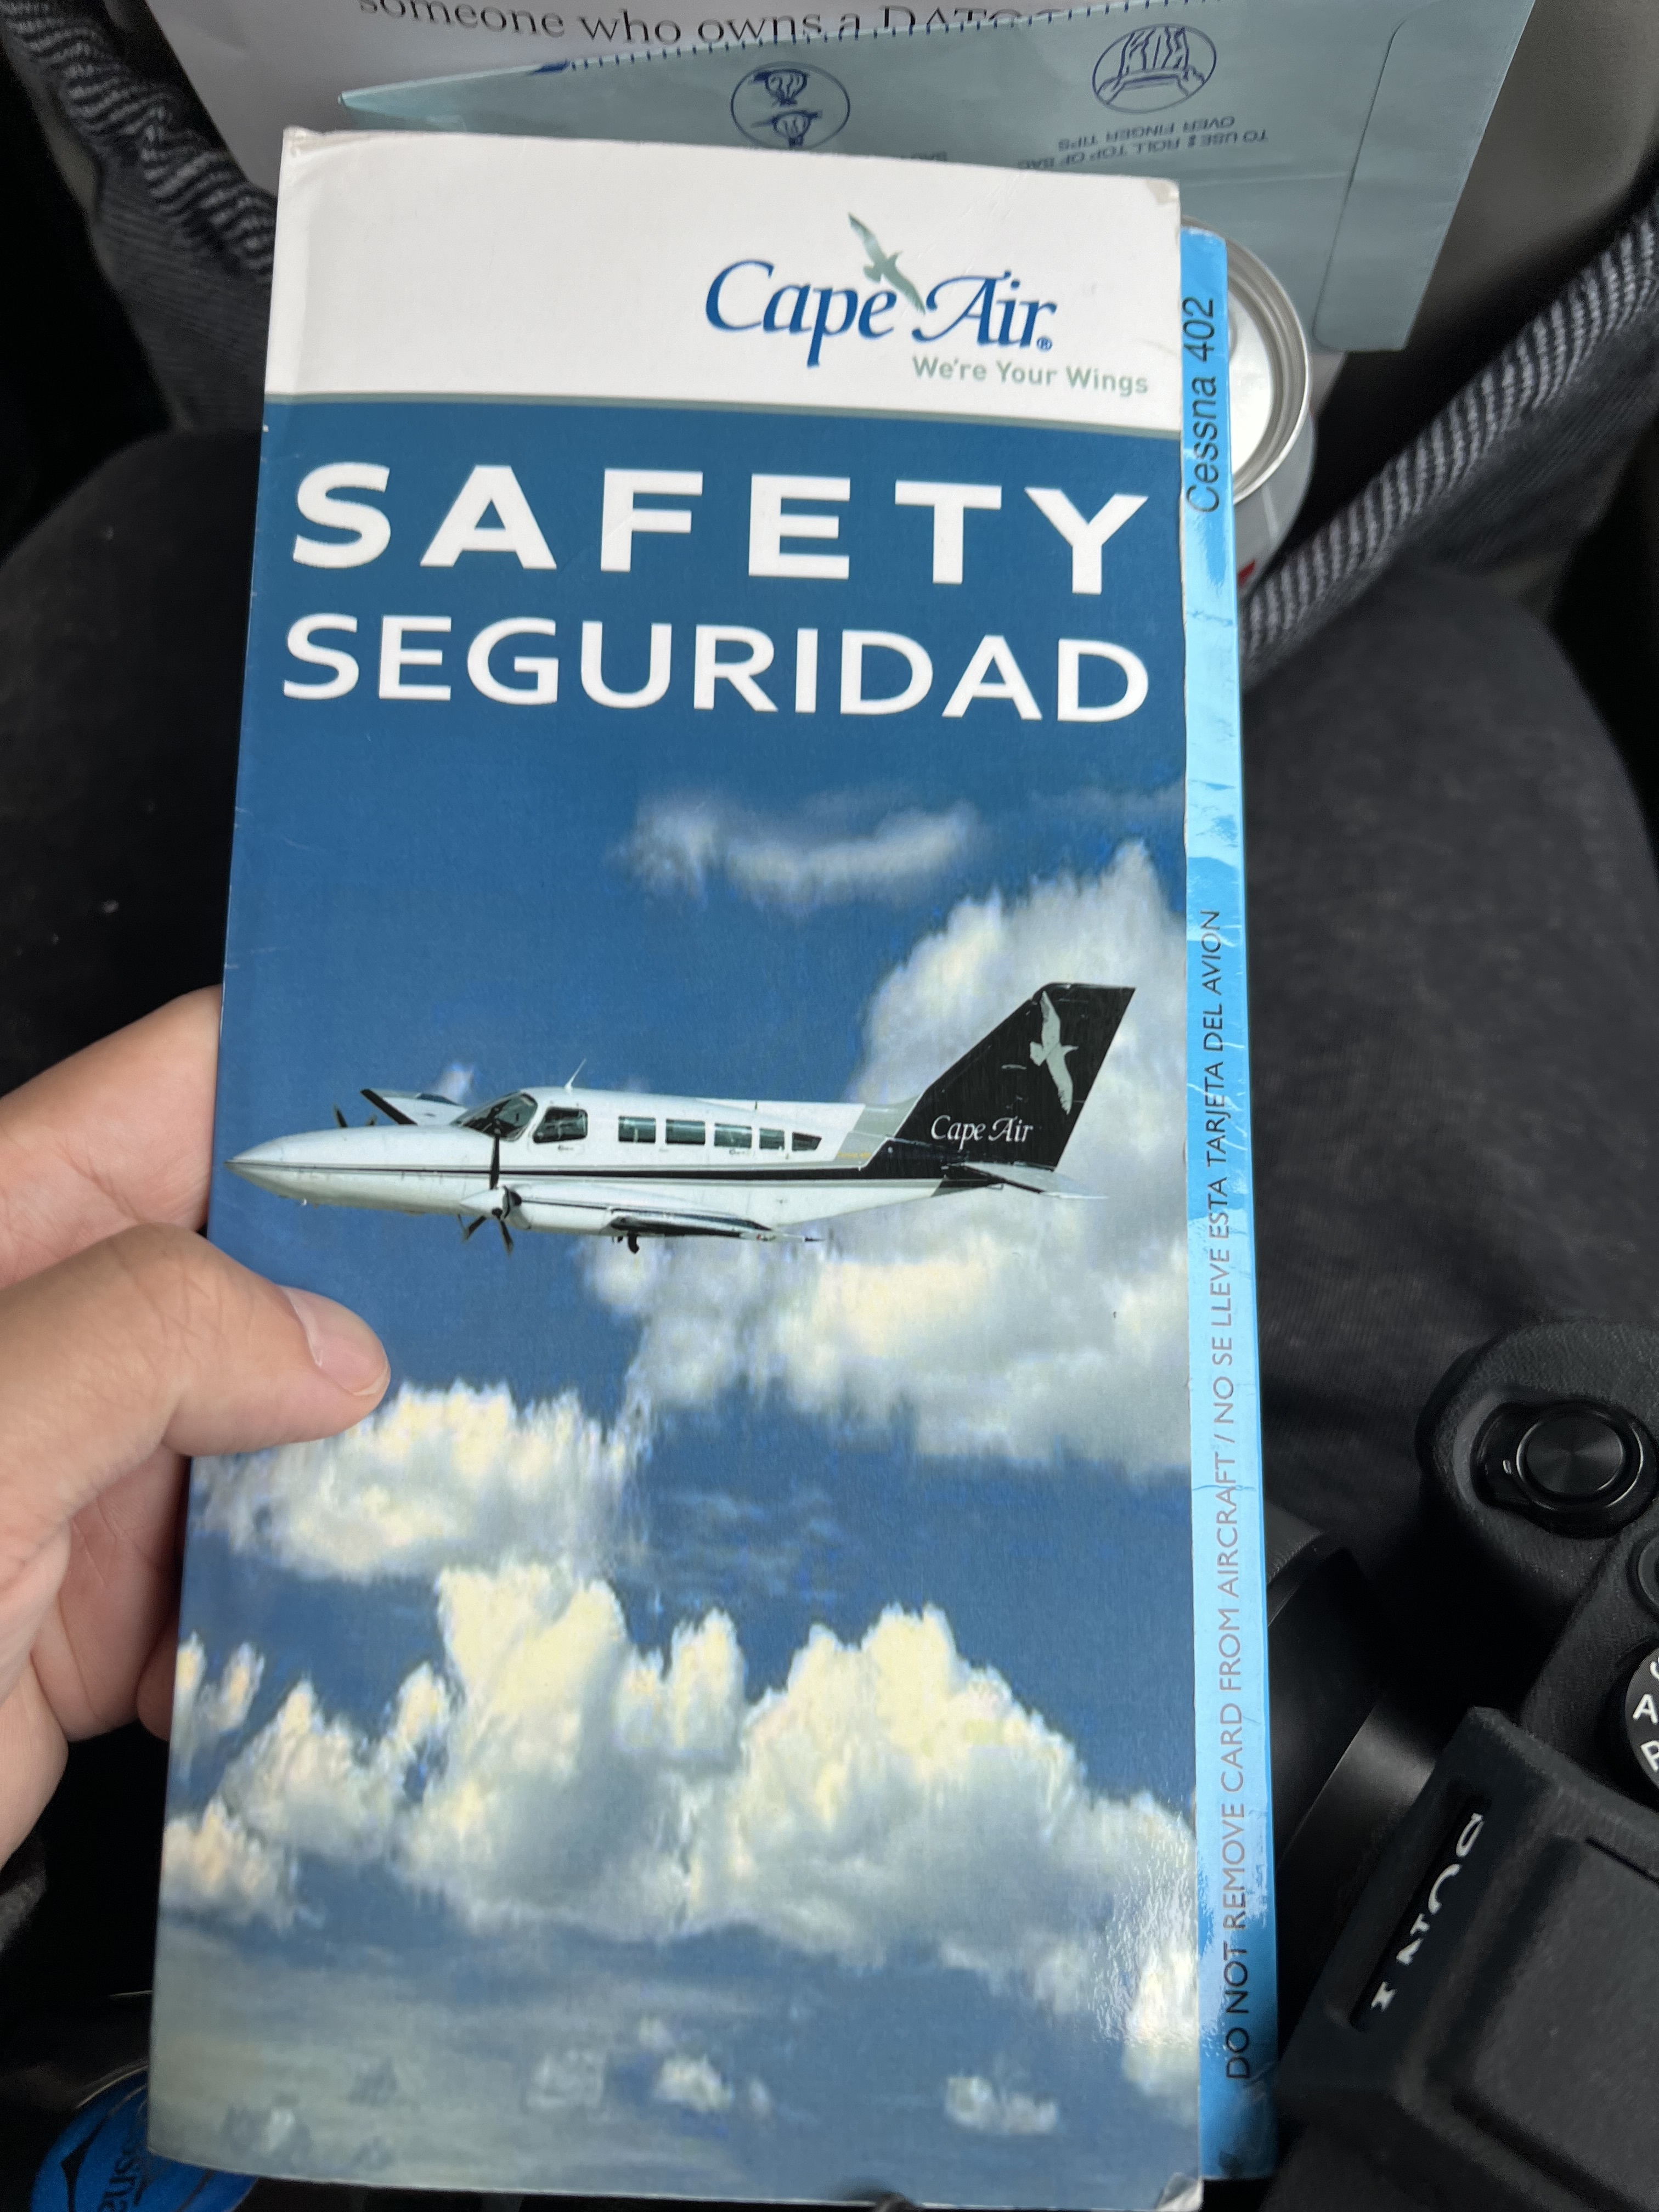 someone who owns a
TO USE: ROLL TOP OF BAG
OVER FINGER TIPS
Cape Air®
We're Your Wings
Cessna 402
SAFETY
SEGURIDAD
Cape Air
DO NOT REMOVE CARD FROM AIRCRAFT / NO SE LLEVE ESTA TARJETA DEL AVION
A